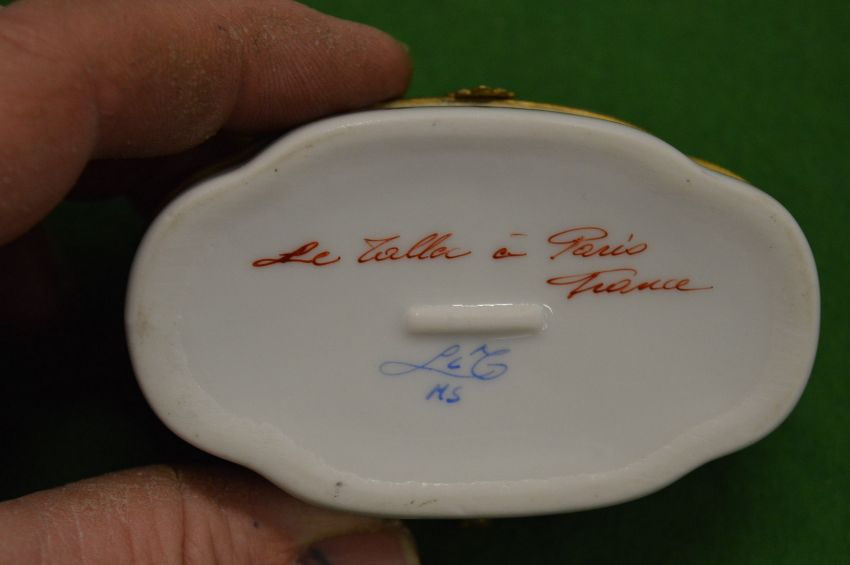 Le Tallec à Paris
France
LeT
MS